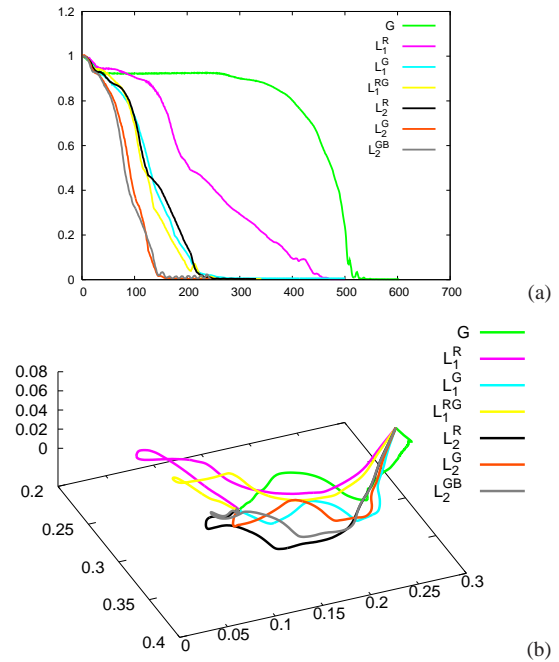 1.2
1
0.8
0.6
0.4
0.2
0
0 100 200 300 400 500 600 700
G
L₁ᴿ
L₁ᴳ
L₁ᴿᴳ
L₂ᴿ
L₂ᴳ
L₂ᴳᴮ
(a)
G
L₁ᴿ
L₁ᴳ
L₁ᴿᴳ
L₂ᴿ
L₂ᴳ
L₂ᴳᴮ
0.08
0.06
0.04
0.02
0
0.2
0.25
0.3
0.35
0.4
0 0.05 0.1 0.15 0.2 0.25 0.3
(b)